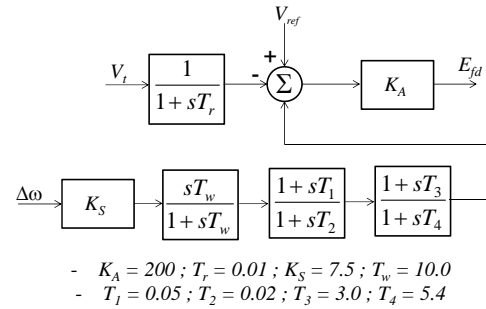 V_ref
+
V_t
1
1 + sT_r
-
Σ
K_A
E_fd
Δω
K_S
sT_w
1 + sT_w
1 + sT_1
1 + sT_2
1 + sT_3
1 + sT_4
- K_A = 200 ; T_r = 0.01 ; K_S = 7.5 ; T_w = 10.0
- T_1 = 0.05 ; T_2 = 0.02 ; T_3 = 3.0 ; T_4 = 5.4